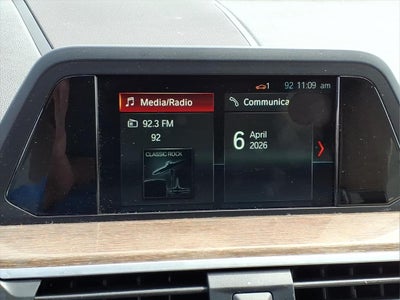 1 92 11:09 am
Media/Radio
Communica
92.3 FM
92
CLASSIC ROCK
6 April
2026